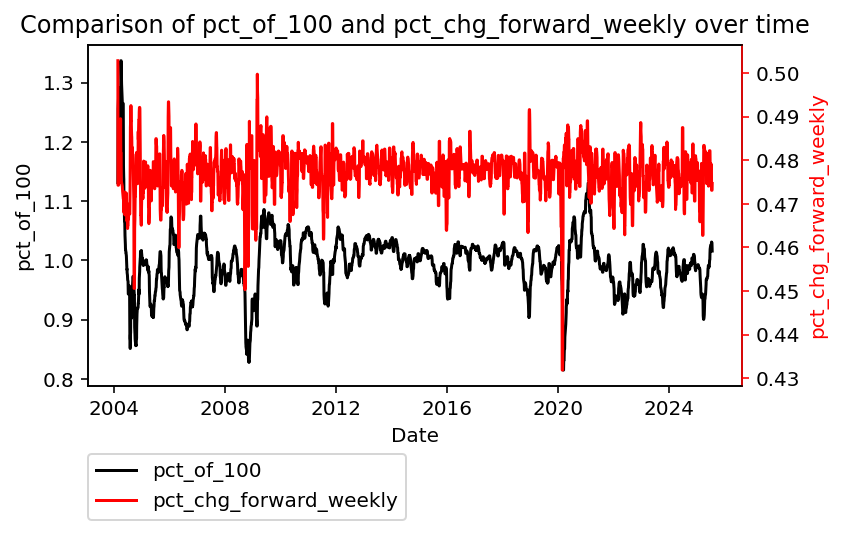 Comparison of pct_of_100 and pct_chg_forward_weekly over time
pct_of_100
1.3
1.2
1.1
1.0
0.9
0.8
0.50
0.49
0.48
0.47
0.46
0.45
0.44
0.43
pct_chg_forward_weekly
2004 2008 2012 2016 2020 2024
Date
pct_of_100
pct_chg_forward_weekly